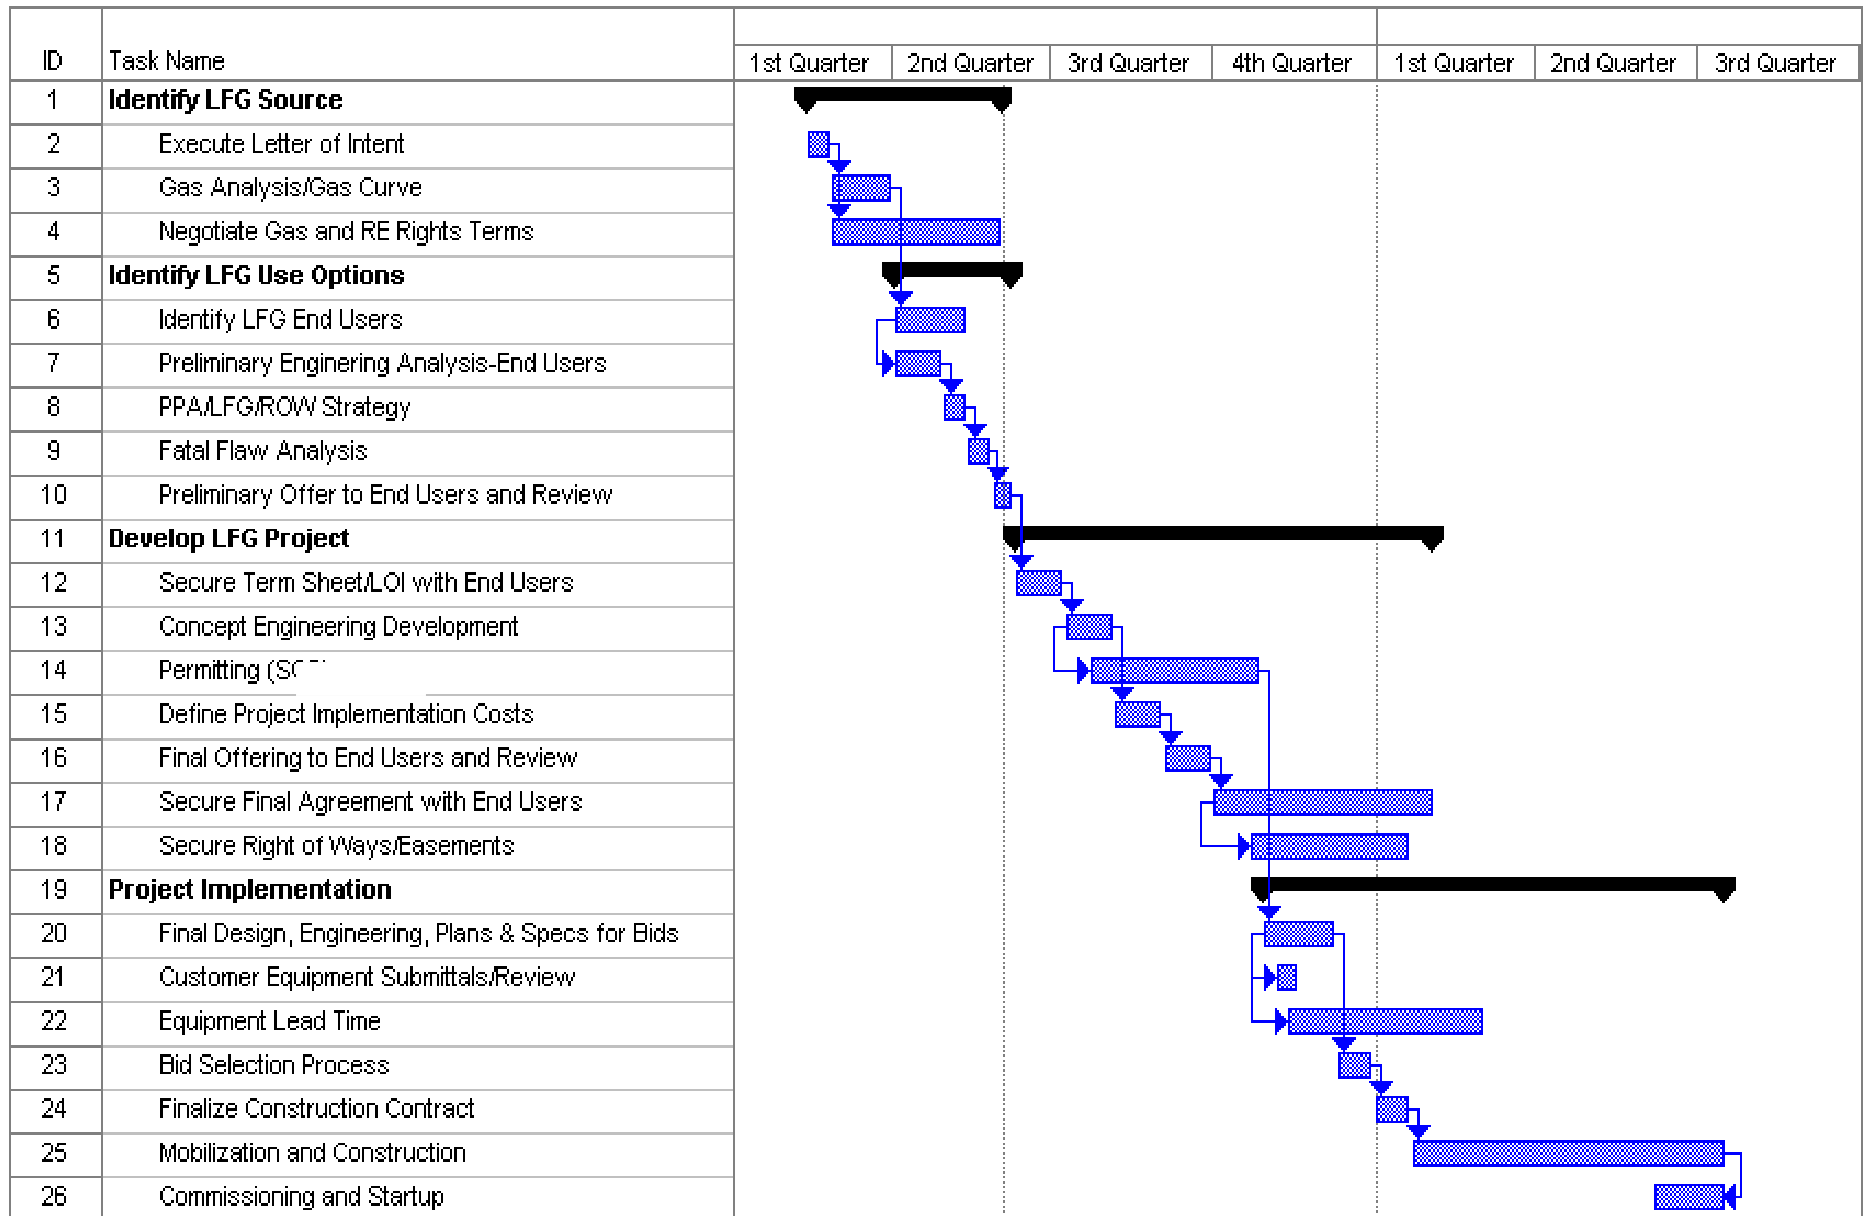 ID Task Name 1st Quarter 2nd Quarter 3rd Quarter 4th Quarter 1st Quarter 2nd Quarter 3rd Quarter
1 Identify LFG Source
2 Execute Letter of Intent
3 Gas Analysis/Gas Curve
4 Negotiate Gas and RE Rights Terms
5 Identify LFG Use Options
6 Identify LFG End Users
7 Preliminary Enginering Analysis-End Users
8 PPA/LFG/ROW Strategy
9 Fatal Flaw Analysis
10 Preliminary Offer to End Users and Review
11 Develop LFG Project
12 Secure Term Sheet/LOI with End Users
13 Concept Engineering Development
14 Permitting
15 Define Project Implementation Costs
16 Final Offering to End Users and Review
17 Secure Final Agreement with End Users
18 Secure Right of Ways/Easements
19 Project Implementation
20 Final Design, Engineering, Plans & Specs for Bids
21 Customer Equipment Submittals/Review
22 Equipment Lead Time
23 Bid Selection Process
24 Finalize Construction Contract
25 Mobilization and Construction
26 Commissioning and Startup